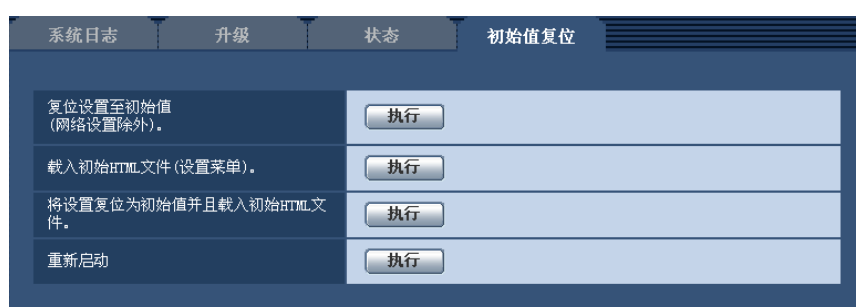 系统日志 升级 状态 初始值复位
复位设置至初始值
(网络设置除外)。
执行
载入初始HTML文件(设置菜单)。
执行
将设置复位为初始值并且载入初始HTML文
件。
执行
重新启动
执行